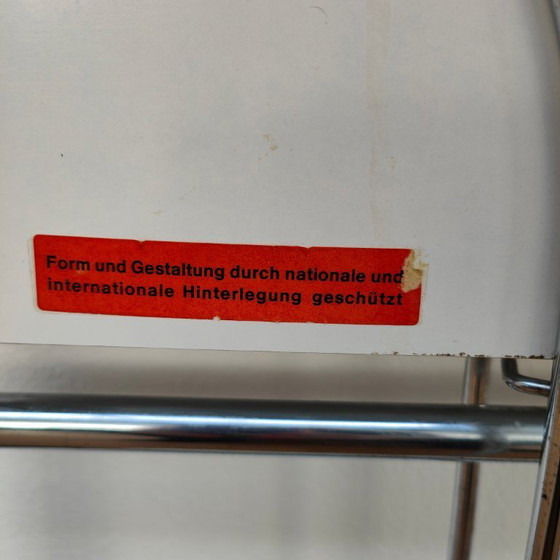 Form und Gestaltung durch nationale und
internationale Hinterlegung geschützt